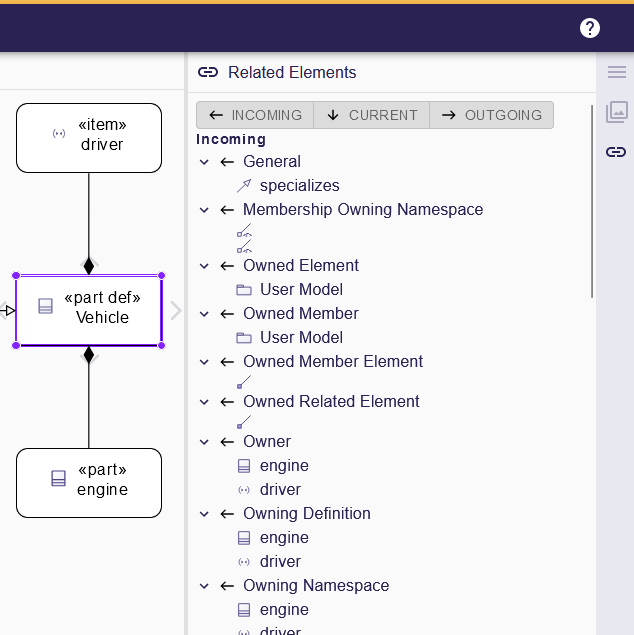 «item»
driver
«part def»
Vehicle
«part»
engine
Related Elements
INCOMING CURRENT OUTGOING
Incoming
General
specializes
Membership Owning Namespace
Owned Element
User Model
Owned Member
User Model
Owned Member Element
Owned Related Element
Owner
engine
driver
Owning Definition
engine
driver
Owning Namespace
engine
driver